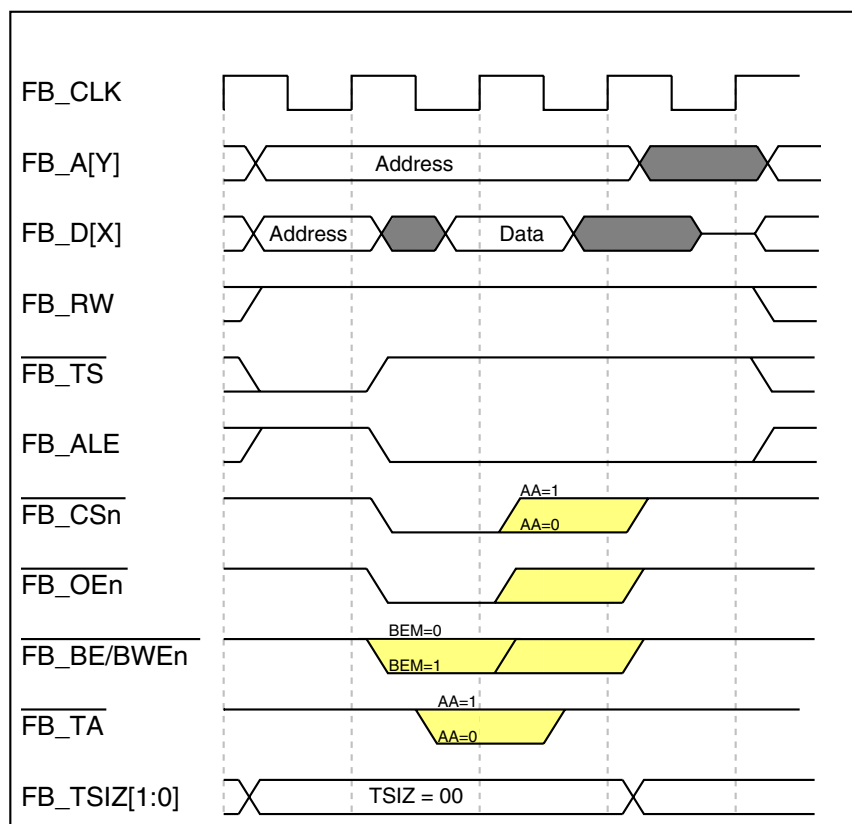 FB_CLK
FB_A[Y] Address
FB_D[X] Address Data
FB_RW
FB_TS
FB_ALE
FB_CSn AA=1
AA=0
FB_OEn
FB_BE/BWEn BEM=0
BEM=1
FB_TA AA=1
AA=0
FB_TSIZ[1:0] TSIZ = 00